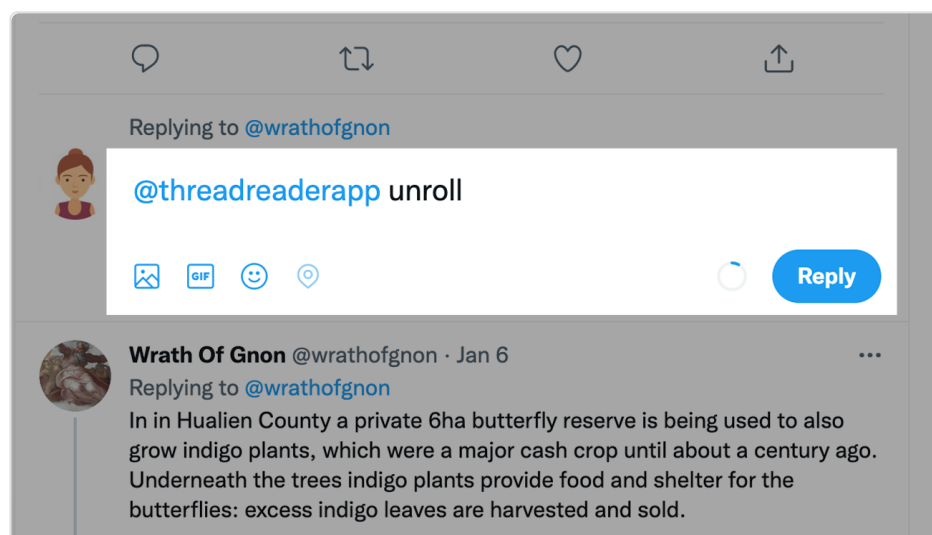 Replying to @wrathofgnon
@threadreaderapp unroll
GIF
Reply
Wrath Of Gnon @wrathofgnon · Jan 6
Replying to @wrathofgnon
In in Hualien County a private 6ha butterfly reserve is being used to also
grow indigo plants, which were a major cash crop until about a century ago.
Underneath the trees indigo plants provide food and shelter for the
butterflies: excess indigo leaves are harvested and sold.